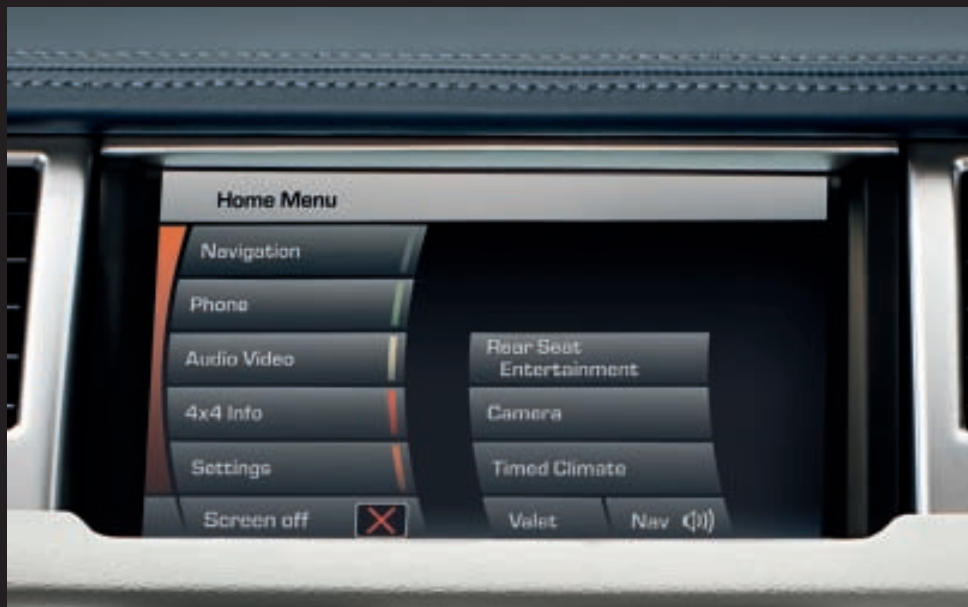 Home Menu
Navigation
Phone
Audio Video
4x4 Info
Settings
Screen off
Rear Seat
Entertainment
Camera
Timed Climate
Valet
Nav